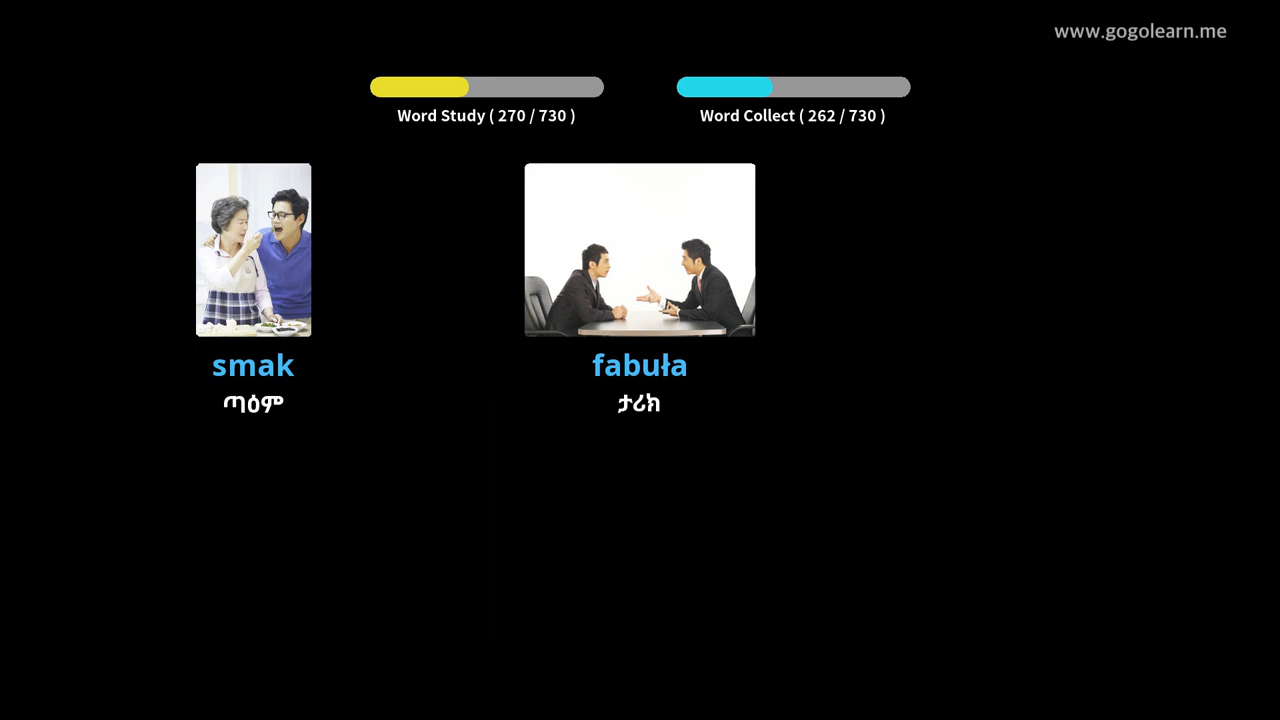 www.gogolearn.me
Word Study ( 270 / 730 )
Word Collect ( 262 / 730 )
smak
ጣዕም
fabuła
ታሪክ